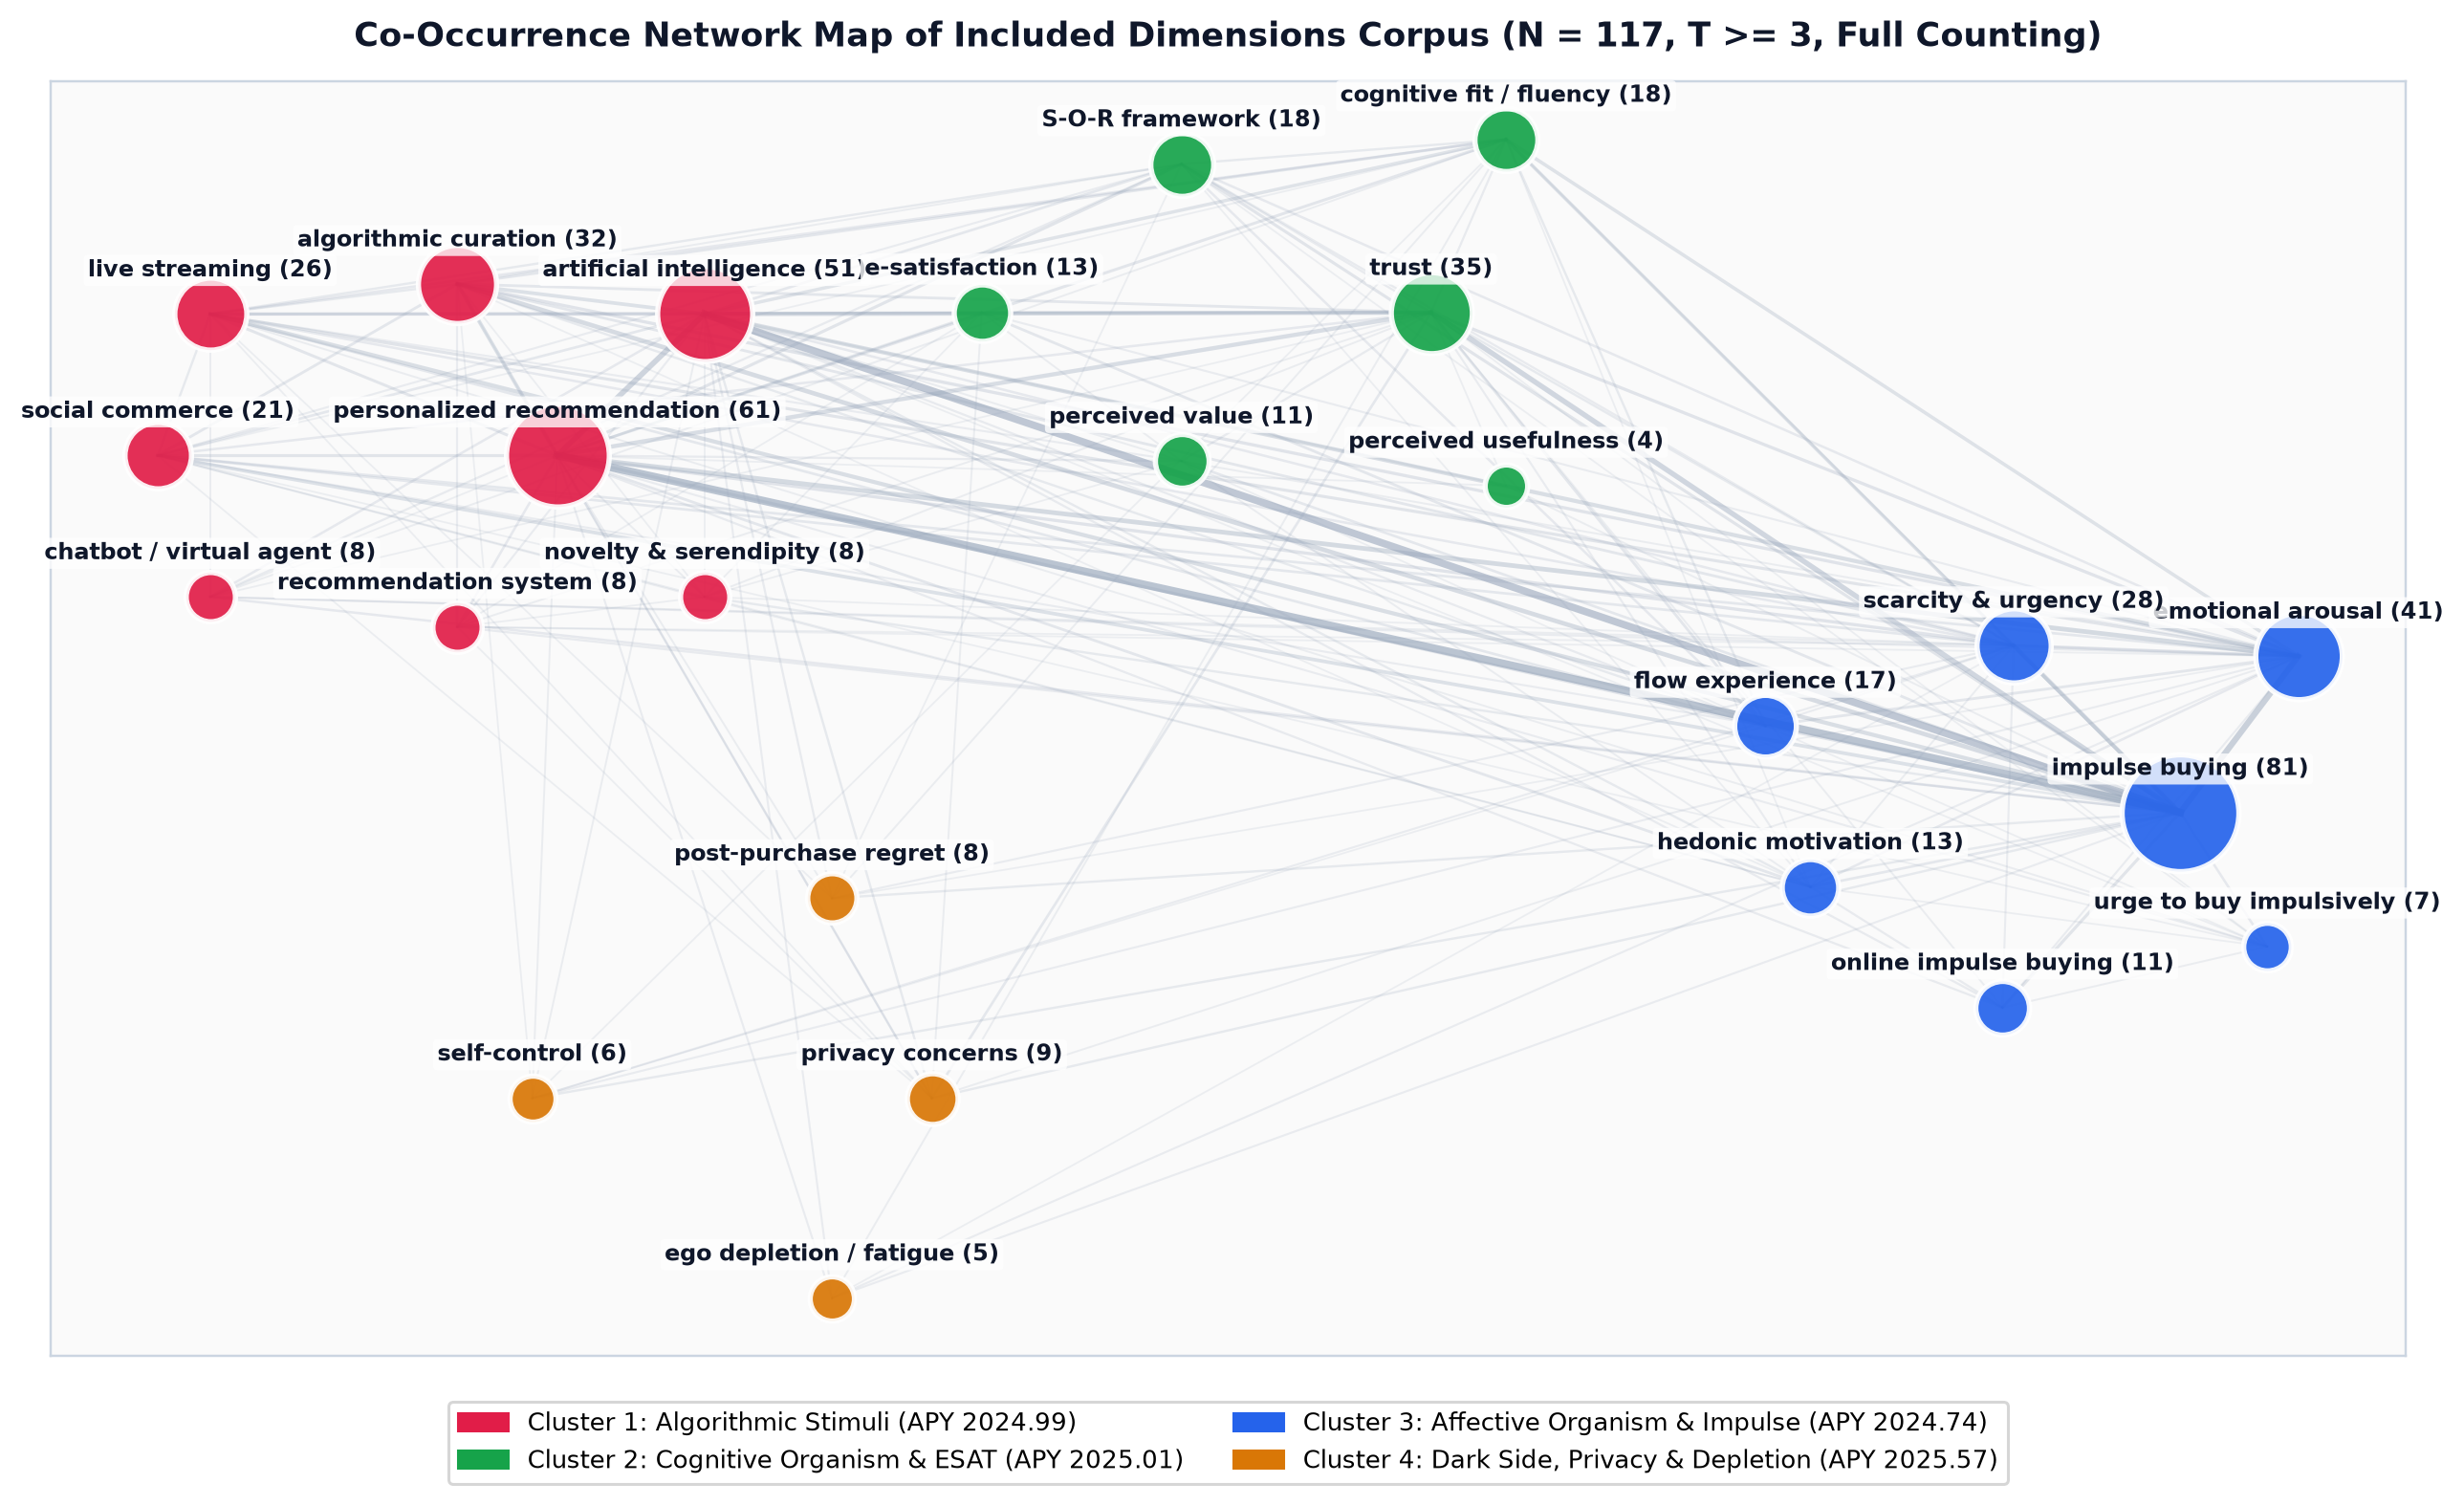 Co-Occurrence Network Map of Included Dimensions Corpus (N = 117, T >= 3, Full Counting)
cognitive fit / fluency (18)
S-O-R framework (18)
algorithmic curation (32)
live streaming (26)
artificial intelligence (51)
e-satisfaction (13)
trust (35)
social commerce (21)
personalized recommendation (61)
perceived value (11)
perceived usefulness (4)
chatbot / virtual agent (8)
novelty & serendipity (8)
recommendation system (8)
scarcity & urgency (28)
emotional arousal (41)
flow experience (17)
impulse buying (81)
post-purchase regret (8)
hedonic motivation (13)
urge to buy impulsively (7)
online impulse buying (11)
self-control (6)
privacy concerns (9)
ego depletion / fatigue (5)
Cluster 1: Algorithmic Stimuli (APY 2024.99)
Cluster 2: Cognitive Organism & ESAT (APY 2025.01)
Cluster 3: Affective Organism & Impulse (APY 2024.74)
Cluster 4: Dark Side, Privacy & Depletion (APY 2025.57)